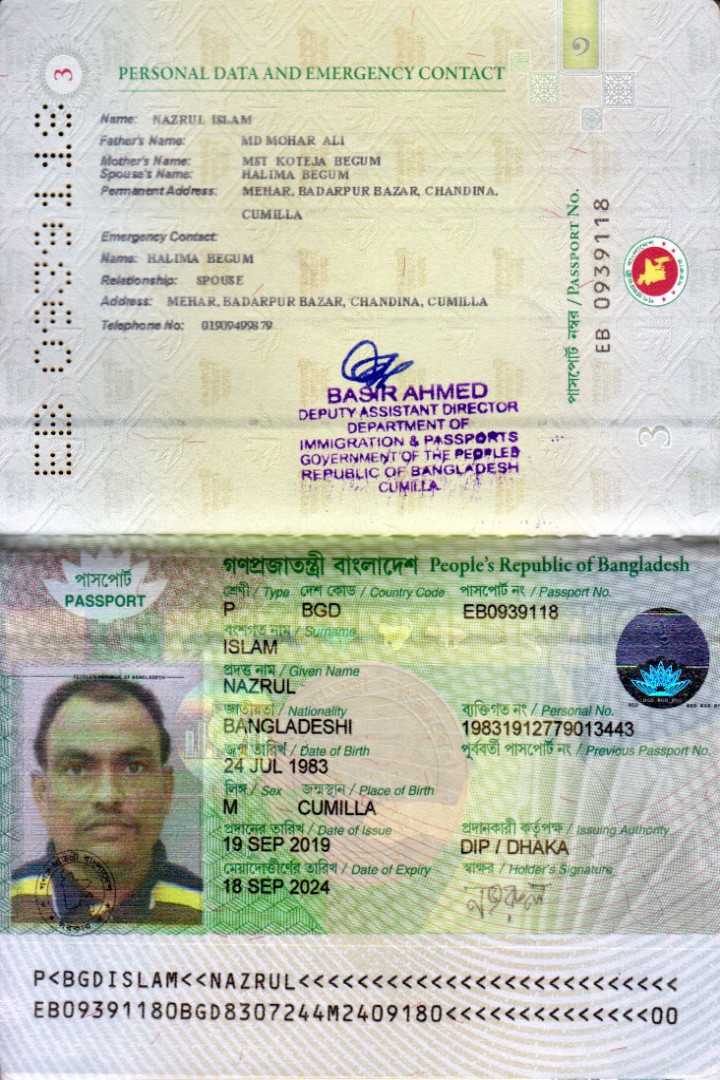 3
PERSONAL DATA AND EMERGENCY CONTACT
Name: NAZRUL ISLAM
Father's Name: MD MOHAR ALI
Mother's Name: MST KOTEJA BEGUM
Spouse's Name: HALIMA BEGUM
Permanent Address: MEHAR, BADARPUR BAZAR, CHANDINA,
CUMILLA
Emergency Contact:
Name: HALIMA BEGUM
Relationship: SPOUSE
Address: MEHAR, BADARPUR BAZAR, CHANDINA, CUMILLA
Telephone No: 01909499879
EB 0939118
পাসপোর্ট নম্বর / PASSPORT No.
EB 0939118
3
BASIR AHMED
DEPUTY ASSISTANT DIRECTOR
DEPARTMENT OF
IMMIGRATION & PASSPORTS
GOVERNMENT OF THE PEOPLES
REPUBLIC OF BANGLADESH
CUMILLA
পাসপোর্ট
PASSPORT
গণপ্রজাতন্ত্রী বাংলাদেশ People's Republic of Bangladesh
শ্রেণী / Type দেশ কোড / Country Code পাসপোর্ট নং / Passport No.
P BGD EB0939118
বংশগত নাম / Surname
ISLAM
প্রদত্ত নাম / Given Name
NAZRUL
জাতীয়তা / Nationality ব্যক্তিগত নং / Personal No.
BANGLADESHI 19831912779013443
জন্ম তারিখ / Date of Birth পূর্ববর্তী পাসপোর্ট নং / Previous Passport No.
24 JUL 1983
লিঙ্গ / Sex জন্মস্থান / Place of Birth
M CUMILLA
প্রদানের তারিখ / Date of Issue প্রদানকারী কর্তৃপক্ষ / Issuing Authority
19 SEP 2019 DIP / DHAKA
মেয়াদোত্তীর্ণের তারিখ / Date of Expiry স্বাক্ষর / Holder's Signature
18 SEP 2024 নজরুল
PEOPLE'S REPUBLIC OF BANGLADESH
P<BGDISLAM<<NAZRUL<<<<<<<<<<<<<<<<<<<<<<<<<<
EB09391180BGD8307244M2409180<<<<<<<<<<<<<<00